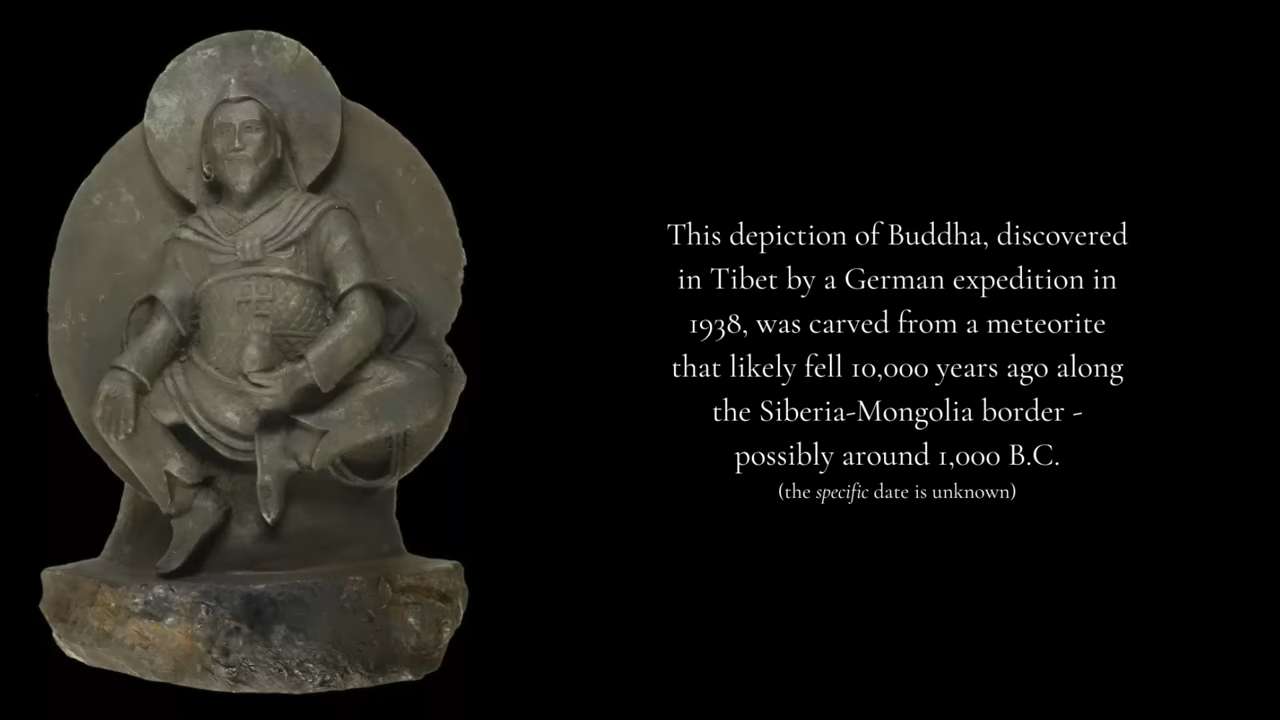 This depiction of Buddha, discovered
in Tibet by a German expedition in
1938, was carved from a meteorite
that likely fell 10,000 years ago along
the Siberia-Mongolia border -
possibly around 1,000 B.C.
(the specific date is unknown)